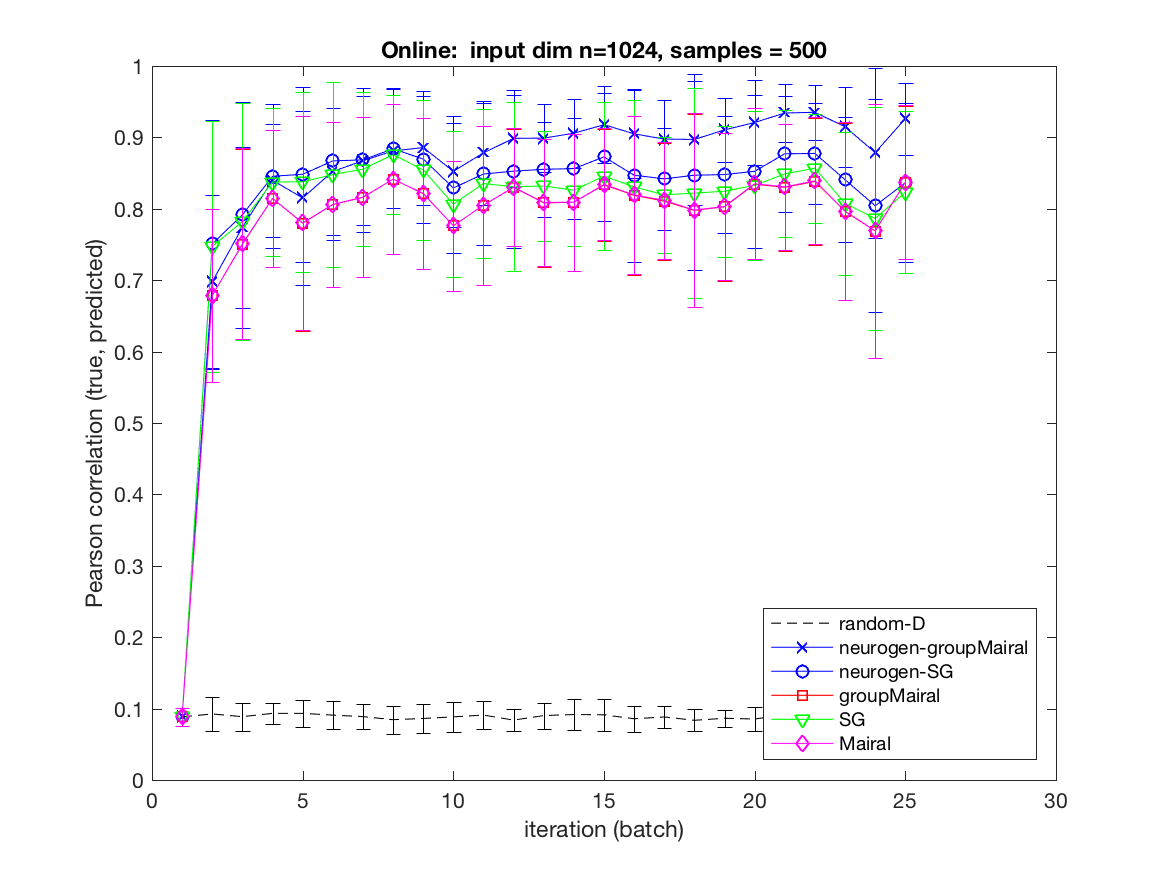 Online: input dim n=1024, samples = 500
Pearson correlation (true, predicted)
1
0.9
0.8
0.7
0.6
0.5
0.4
0.3
0.2
0.1
0
0
5
10
15
20
25
30
iteration (batch)
random-D
neurogen-groupMairal
neurogen-SG
groupMairal
SG
Mairal